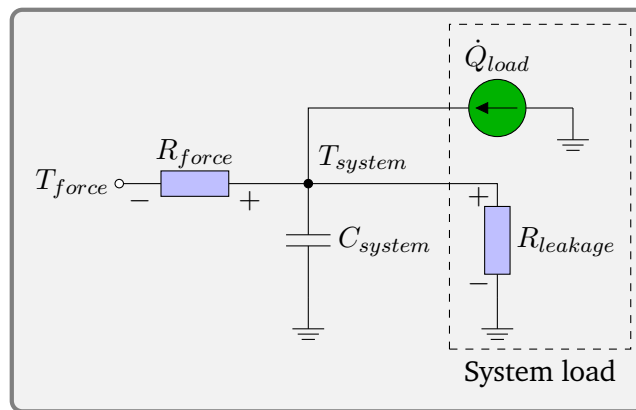 Q̇_load
R_force
T_system
T_force
− +
+
C_system
R_leakage
−
System load